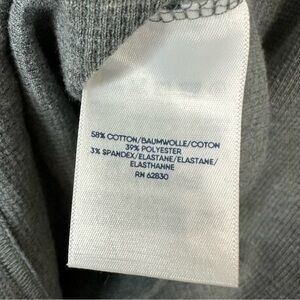 58% COTTON/BAUMWOLLE/COTON
39% POLYESTER
3% SPANDEX/ELASTANE/ELASTANE/
ELASTHANNE
RN 62830